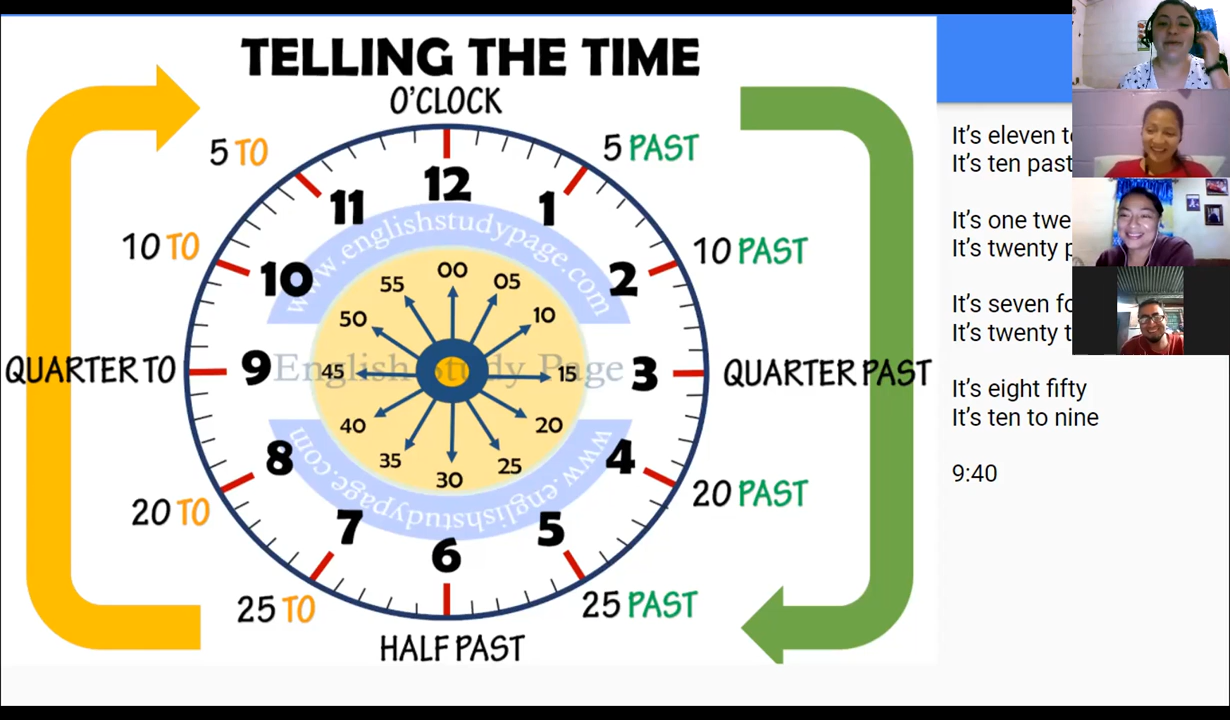 TELLING THE TIME
O'CLOCK
5 TO
5 PAST
11
12
1
10 TO
10 PAST
10
2
www.englishstudypage.com
55
00
05
50
10
QUARTER TO
9
English Study Page
45
15
3
QUARTER PAST
40
20
35
30
25
8
4
www.englishstudypage.com
20 TO
20 PAST
7
5
6
25 TO
25 PAST
HALF PAST
It's eleven
It's ten past
It's one
It's twenty
It's seven
It's twenty
It's eight fifty
It's ten to nine
9:40